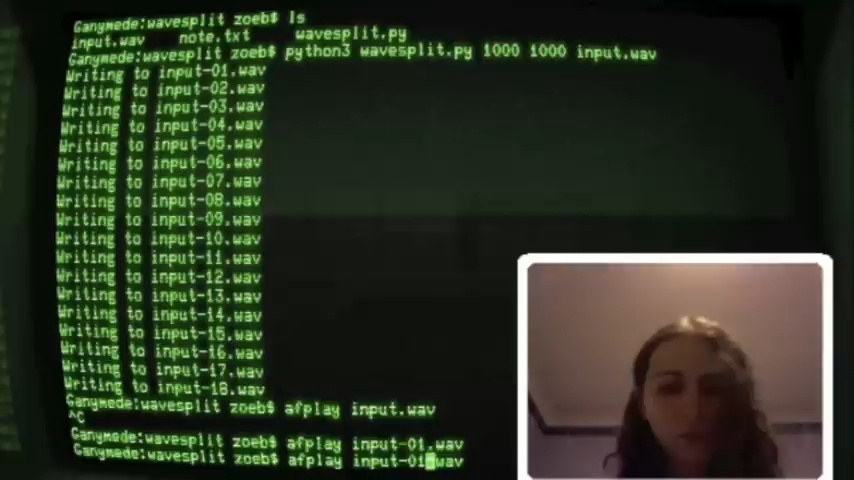 Ganymede:wavesplit zoeb$ ls
input.wav note.txt wavesplit.py
Ganymede:wavesplit zoeb$ python3 wavesplit.py 1000 1000 input.wav
Writing to input-01.wav
Writing to input-02.wav
Writing to input-03.wav
Writing to input-04.wav
Writing to input-05.wav
Writing to input-06.wav
Writing to input-07.wav
Writing to input-08.wav
Writing to input-09.wav
Writing to input-10.wav
Writing to input-11.wav
Writing to input-12.wav
Writing to input-13.wav
Writing to input-14.wav
Writing to input-15.wav
Writing to input-16.wav
Writing to input-17.wav
Writing to input-18.wav
Ganymede:wavesplit zoeb$ afplay input.wav
^C
Ganymede:wavesplit zoeb$ afplay input-01.wav
Ganymede:wavesplit zoeb$ afplay input-01.wav